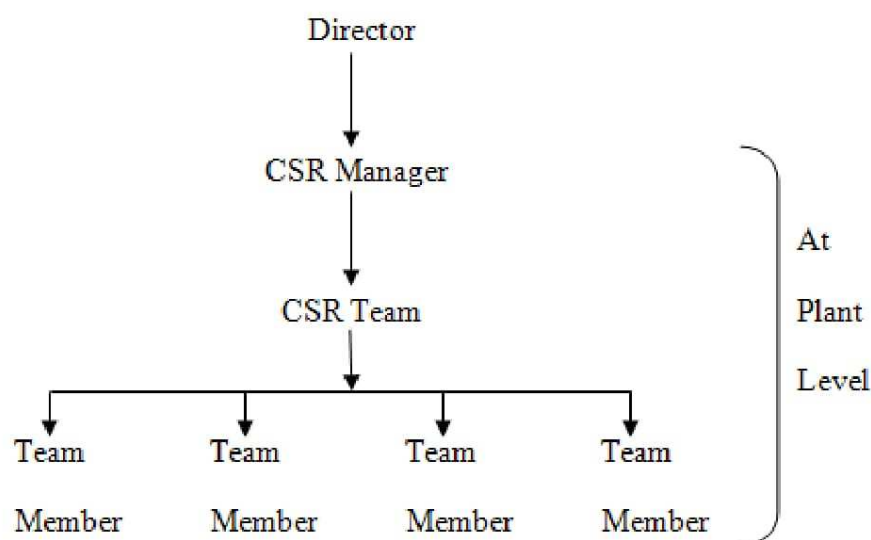 Director
CSR Manager
CSR Team
Team Member
Team Member
Team Member
Team Member
At
Plant
Level